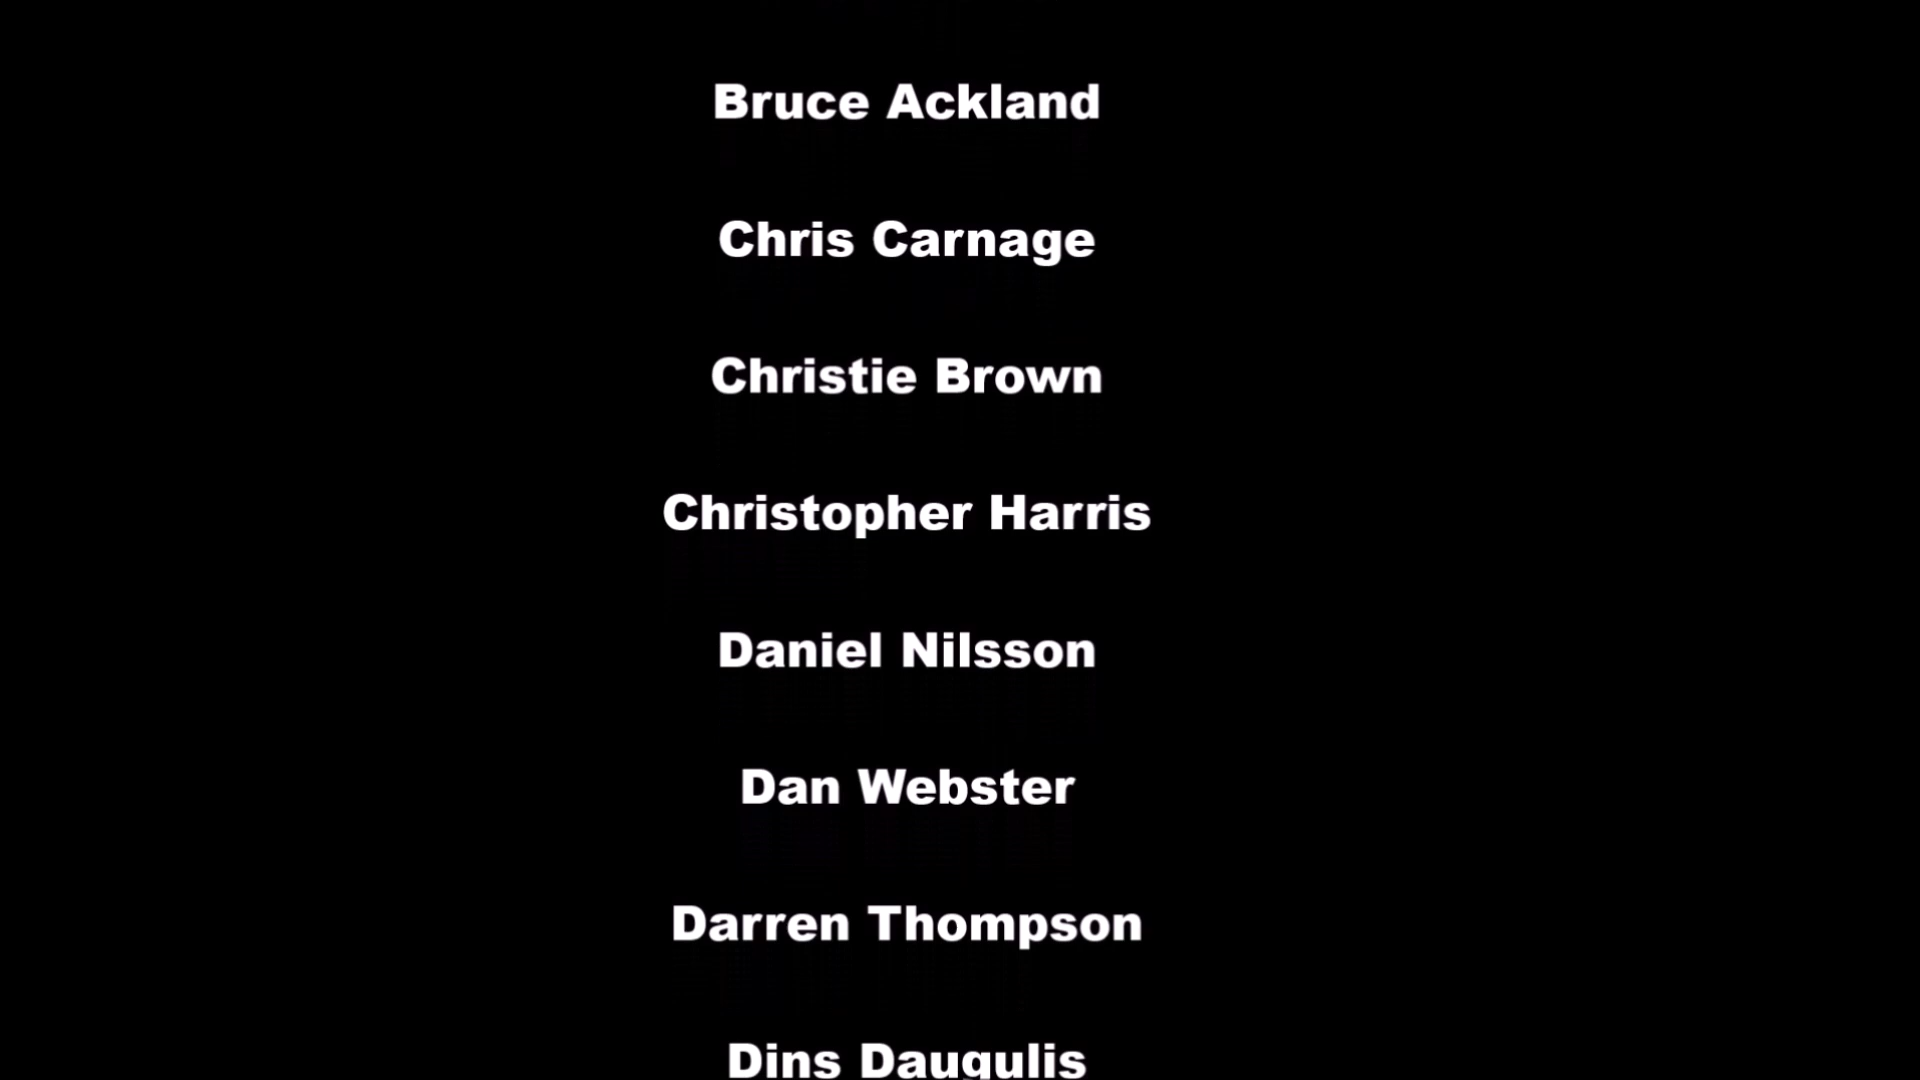 Bruce Ackland
Chris Carnage
Christie Brown
Christopher Harris
Daniel Nilsson
Dan Webster
Darren Thompson
Dins Daugulis